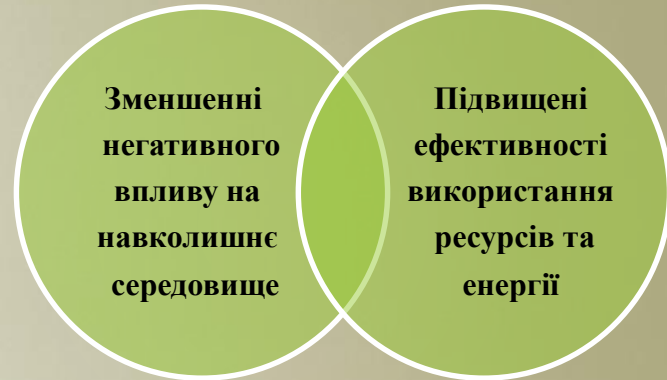 Зменшенні
негативного
впливу на
навколишнє
середовище
Підвищені
ефективності
використання
ресурсів та
енергії